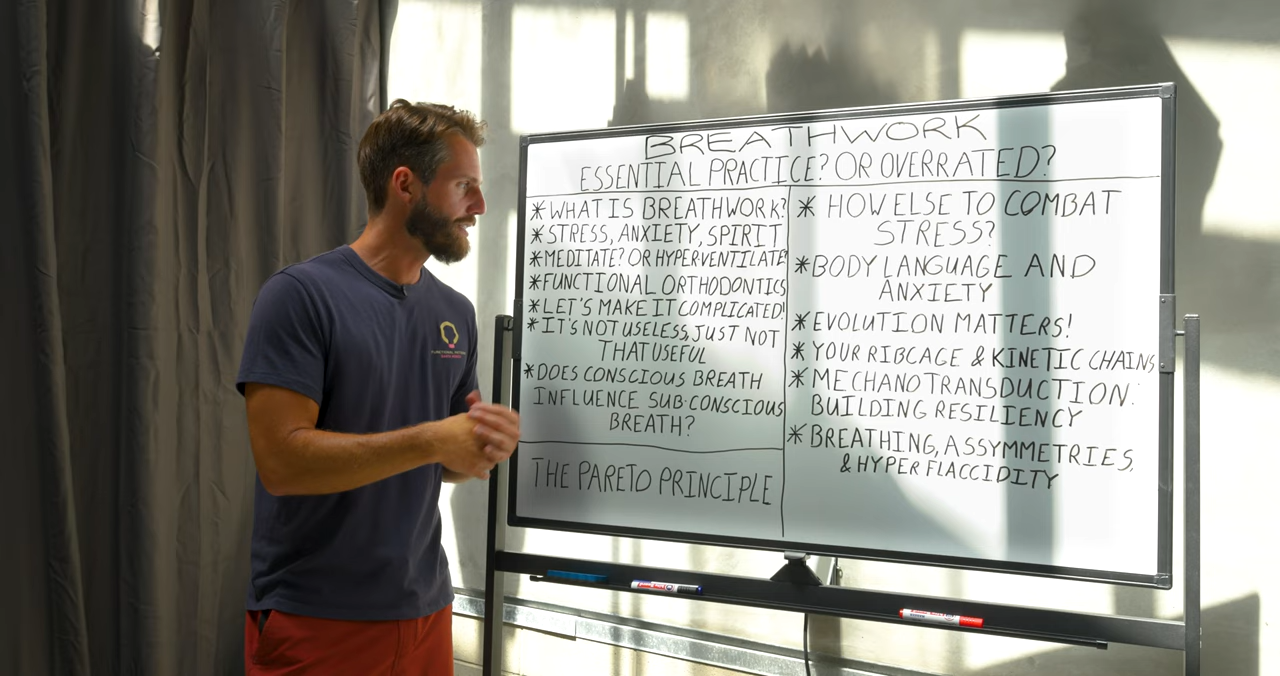 BREATHWORK
ESSENTIAL PRACTICE? OR OVERRATED?
* WHAT IS BREATHWORK?
* STRESS, ANXIETY, SPIRIT
* MEDITATE? OR HYPERVENTILATE?
* FUNCTIONAL ORTHODONTICS
* LET'S MAKE IT COMPLICATED!
* IT'S NOT USELESS, JUST NOT
THAT USEFUL
* DOES CONSCIOUS BREATH
INFLUENCE SUB-CONSCIOUS
BREATH?
THE PARETO PRINCIPLE
* HOW ELSE TO COMBAT
STRESS?
* BODY LANGUAGE AND
ANXIETY
* EVOLUTION MATTERS!
* YOUR RIBCAGE & KINETIC CHAINS
* MECHANOTRANSDUCTION:
BUILDING RESILIENCY
* BREATHING, ASSYMMETRIES,
& HYPER FLACCIDITY